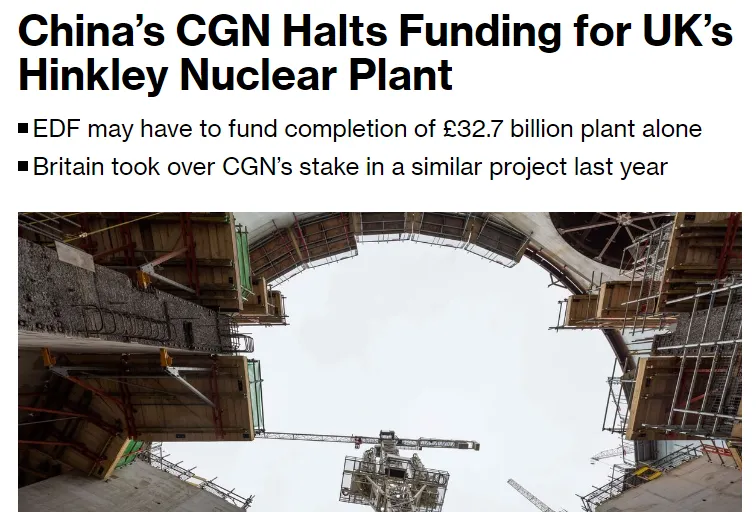 China’s CGN Halts Funding for UK’s
Hinkley Nuclear Plant
EDF may have to fund completion of £32.7 billion plant alone
Britain took over CGN’s stake in a similar project last year